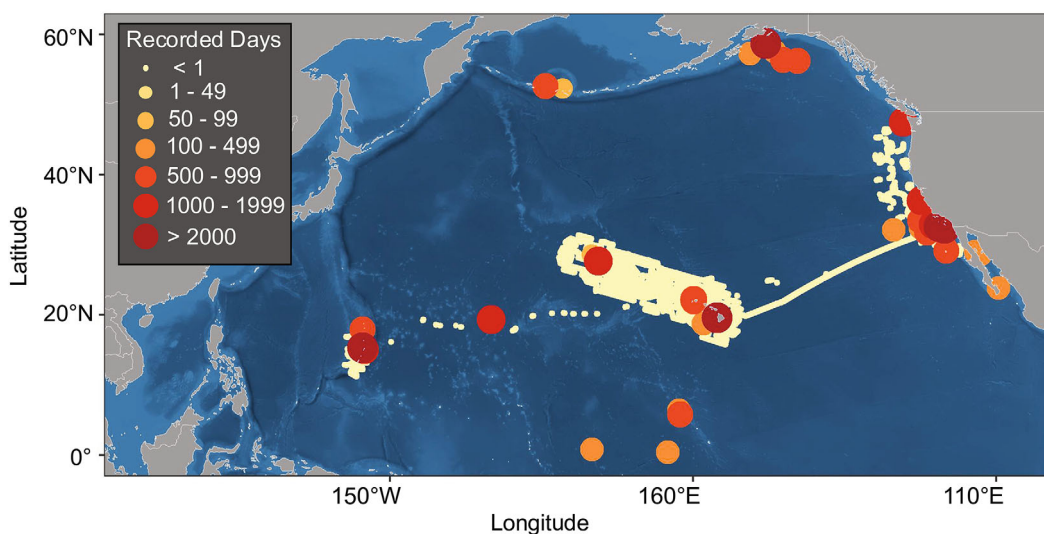 Recorded Days
< 1
1 - 49
50 - 99
100 - 499
500 - 999
1000 - 1999
> 2000
60°N
40°N
20°N
0°
Latitude
150°W
160°E
110°E
Longitude